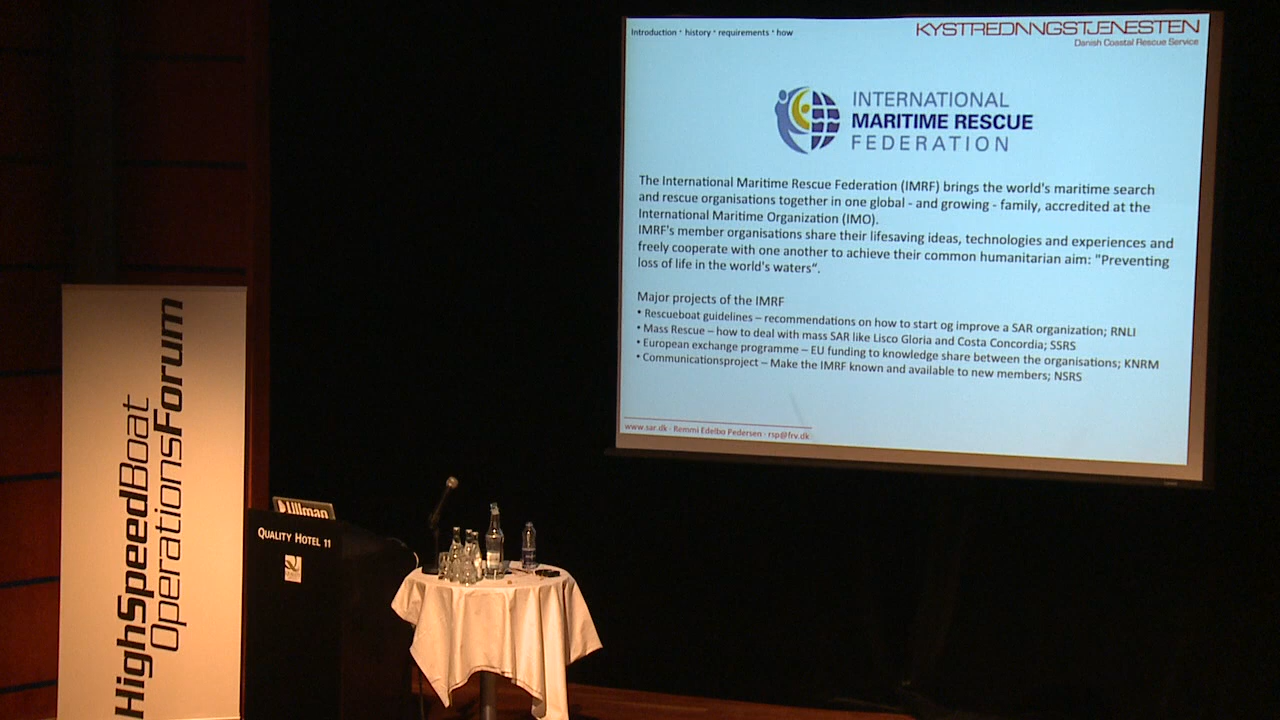 Introduction · history · requirements · how
KYSTREDNINGSTJENESTEN
Danish Coastal Rescue Service
INTERNATIONAL
MARITIME RESCUE
FEDERATION
The International Maritime Rescue Federation (IMRF) brings the world's maritime search
and rescue organisations together in one global - and growing - family, accredited at the
International Maritime Organization (IMO).
IMRF's member organisations share their lifesaving ideas, technologies and experiences and
freely cooperate with one another to achieve their common humanitarian aim: "Preventing
loss of life in the world's waters“.
Major projects of the IMRF
• Rescueboat guidelines – recommendations on how to start og improve a SAR organization; RNLI
• Mass Rescue – how to deal with mass SAR like Lisco Gloria and Costa Concordia; SSRS
• European exchange programme – EU funding to knowledge share between the organisations; KNRM
• Communicationsproject – Make the IMRF known and available to new members; NSRS
www.sar.dk - Remmi Edelbo Pedersen - rsp@frv.dk
HighSpeedBoat
OperationsForum
Ullman
QUALITY HOTEL 11